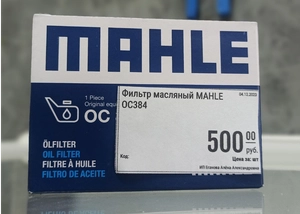 MAHLE
1 Piece
Original equ
OC
ÖLFILTER
OIL FILTER
FILTRE À HUILE
FILTRO DE ACEITE
Фильтр масляный MAHLE
OC384
500 00
руб.
Код:
Цена за: шт